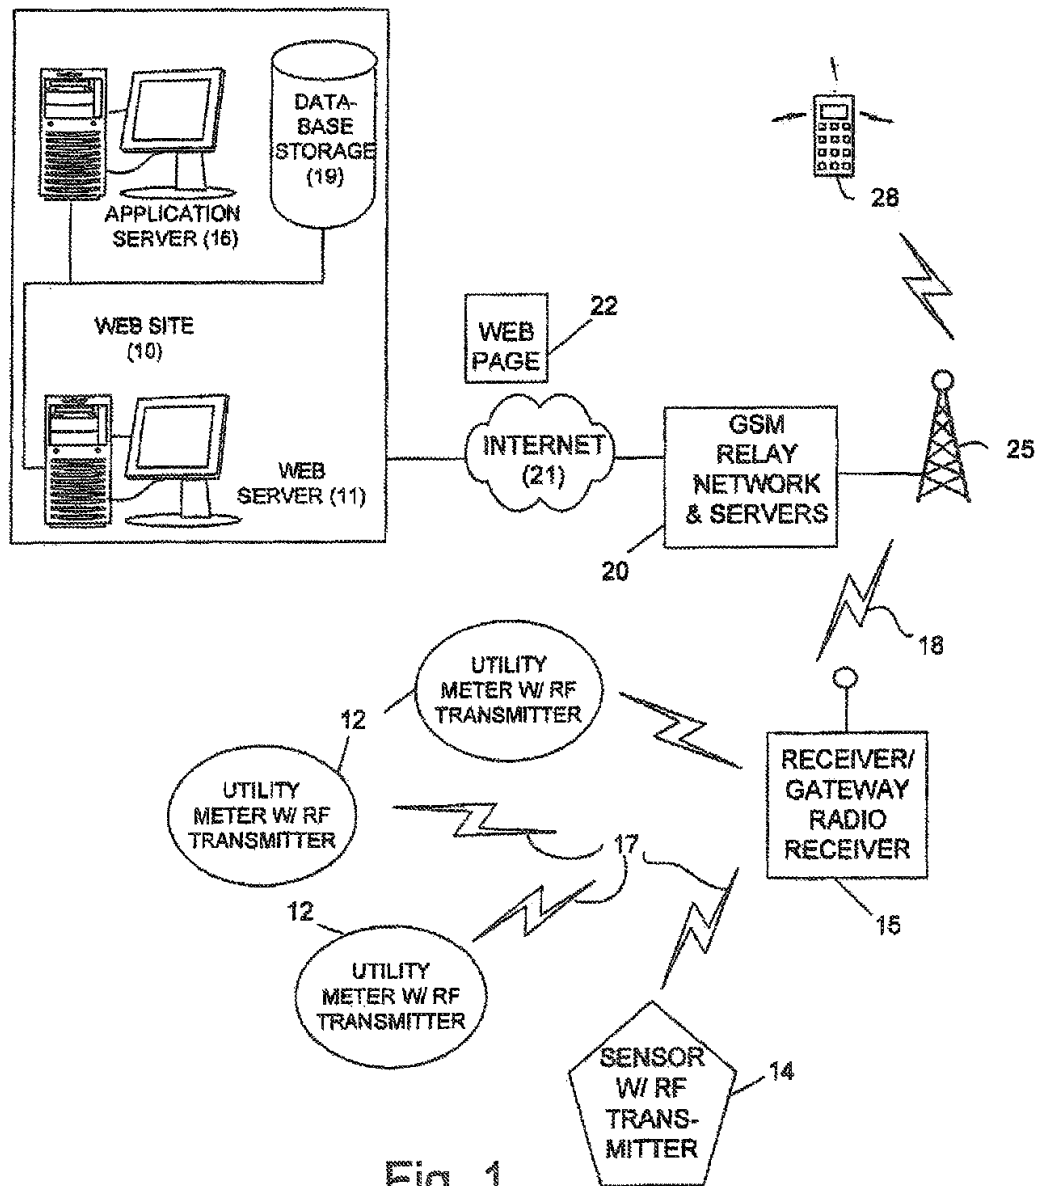 DATA-
BASE
STORAGE
(19)
APPLICATION
SERVER (16)
WEB SITE
(10)
WEB
SERVER (11)
WEB
PAGE
22
INTERNET
(21)
GSM
RELAY
NETWORK
& SERVERS
20
28
25
18
UTILITY
METER W/ RF
TRANSMITTER
12
UTILITY
METER W/ RF
TRANSMITTER
17
12
UTILITY
METER W/ RF
TRANSMITTER
RECEIVER/
GATEWAY
RADIO
RECEIVER
15
SENSOR
W/ RF
TRANS-
MITTER
14
Fig. 1